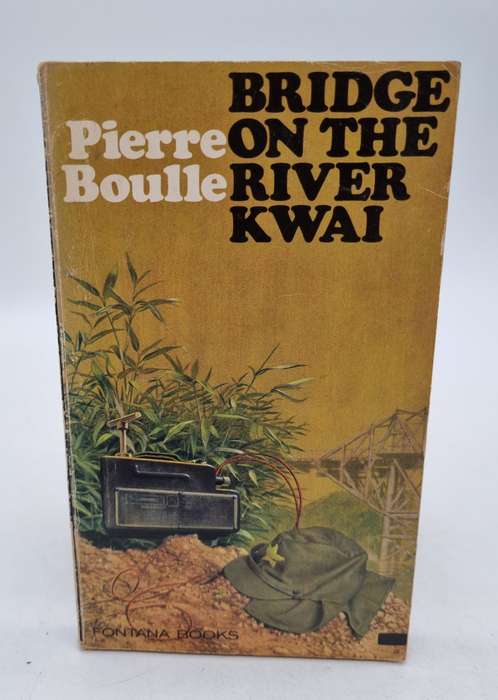 Pierre
Boulle
BRIDGE
ON THE
RIVER
KWAI
FONTANA BOOKS